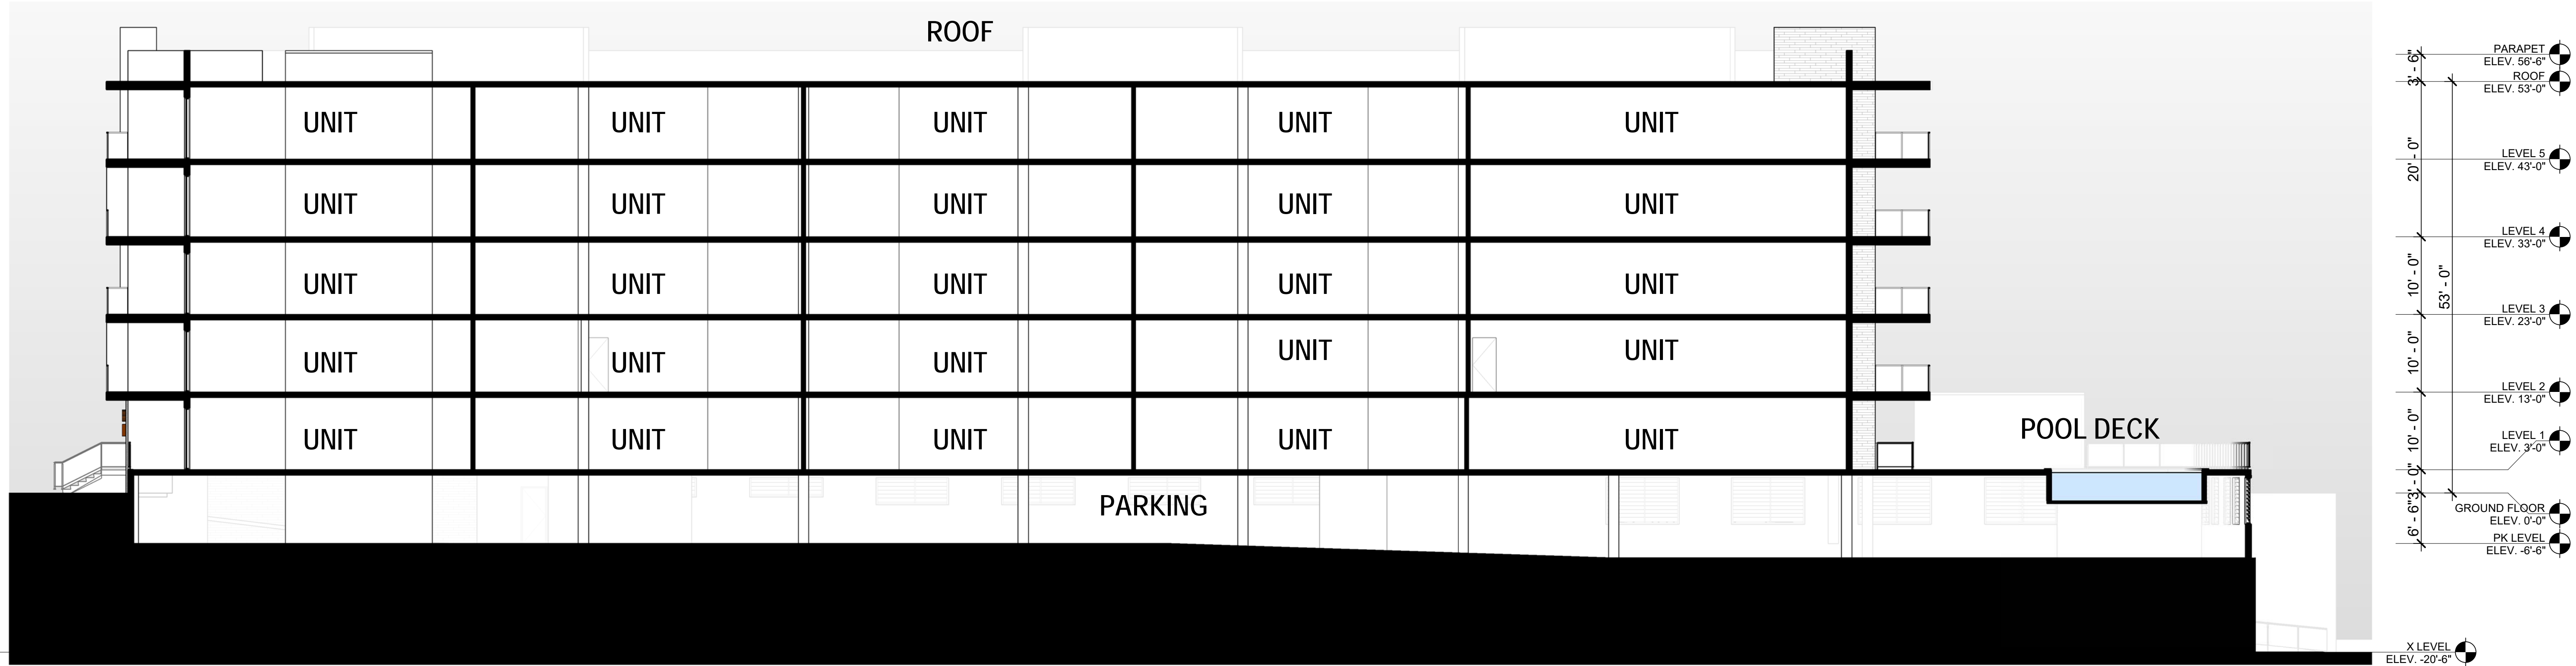 ROOF
UNIT UNIT UNIT UNIT UNIT
UNIT UNIT UNIT UNIT UNIT
UNIT UNIT UNIT UNIT UNIT
UNIT UNIT UNIT UNIT UNIT
UNIT UNIT UNIT UNIT UNIT
POOL DECK
PARKING
3' - 6"
20' - 0"
10' - 0"
10' - 0"
10' - 0"
3' - 0"
6' - 6"
53' - 0"
PARAPET
ELEV. 56'-6"
ROOF
ELEV. 53'-0"
LEVEL 5
ELEV. 43'-0"
LEVEL 4
ELEV. 33'-0"
LEVEL 3
ELEV. 23'-0"
LEVEL 2
ELEV. 13'-0"
LEVEL 1
ELEV. 3'-0"
GROUND FLOOR
ELEV. 0'-0"
PK LEVEL
ELEV. -6'-6"
X LEVEL
ELEV. -20'-6"